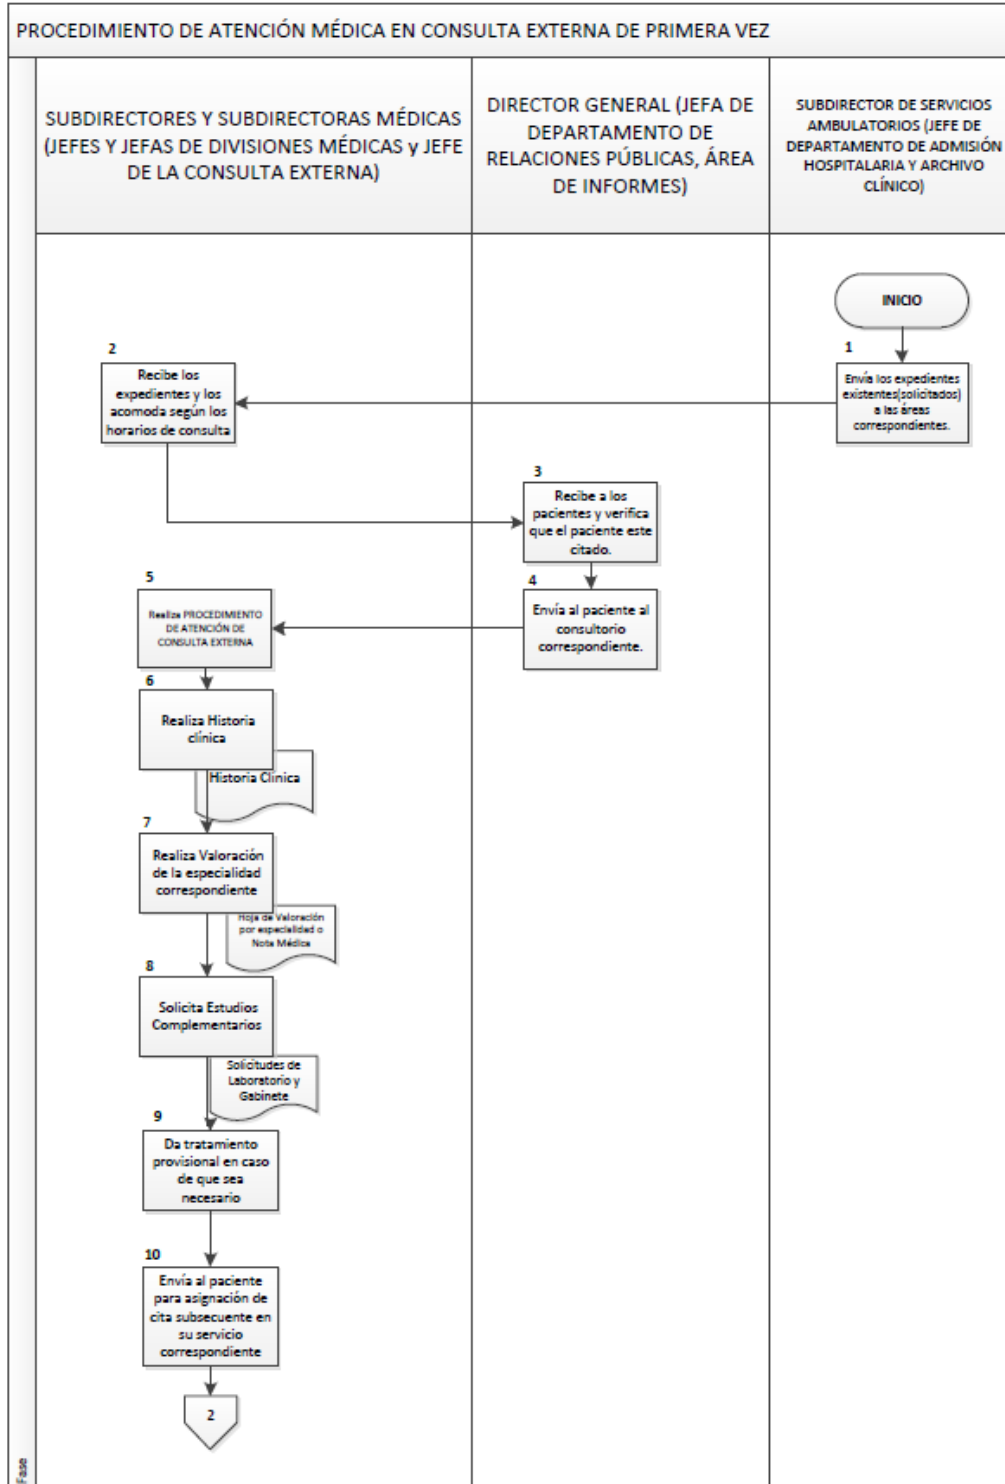 PROCEDIMIENTO DE ATENCIÓN MÉDICA EN CONSULTA EXTERNA DE PRIMERA VEZ
SUBDIRECTORES Y SUBDIRECTORAS MÉDICAS
(JEFES Y JEFAS DE DIVISIONES MÉDICAS y JEFE
DE LA CONSULTA EXTERNA)
DIRECTOR GENERAL (JEFA DE
DEPARTAMENTO DE
RELACIONES PÚBLICAS, ÁREA
DE INFORMES)
SUBDIRECTOR DE SERVICIOS
AMBULATORIOS (JEFE DE
DEPARTAMENTO DE ADMISIÓN
HOSPITALARIA Y ARCHIVO
CLÍNICO)
INICIO
1
Envía los expedientes
existentes(solicitados)
a las áreas
correspondientes.
2
Recibe los
expedientes y los
acomoda según los
horarios de consulta
3
Recibe a los
pacientes y verifica
que el paciente este
citado.
4
Envía al paciente al
consultorio
correspondiente.
5
Realiza PROCEDIMIENTO
DE ATENCIÓN DE
CONSULTA EXTERNA
6
Realiza Historia
clínica
Historia Clínica
7
Realiza Valoración
de la especialidad
correspondiente
Hoja de Valoración
por especialidad o
Nota Médica
8
Solicita Estudios
Complementarios
Solicitudes de
Laboratorio y
Gabinete
9
Da tratamiento
provisional en caso
de que sea
necesario
10
Envía al paciente
para asignación de
cita subsecuente en
su servicio
correspondiente
2
Fase